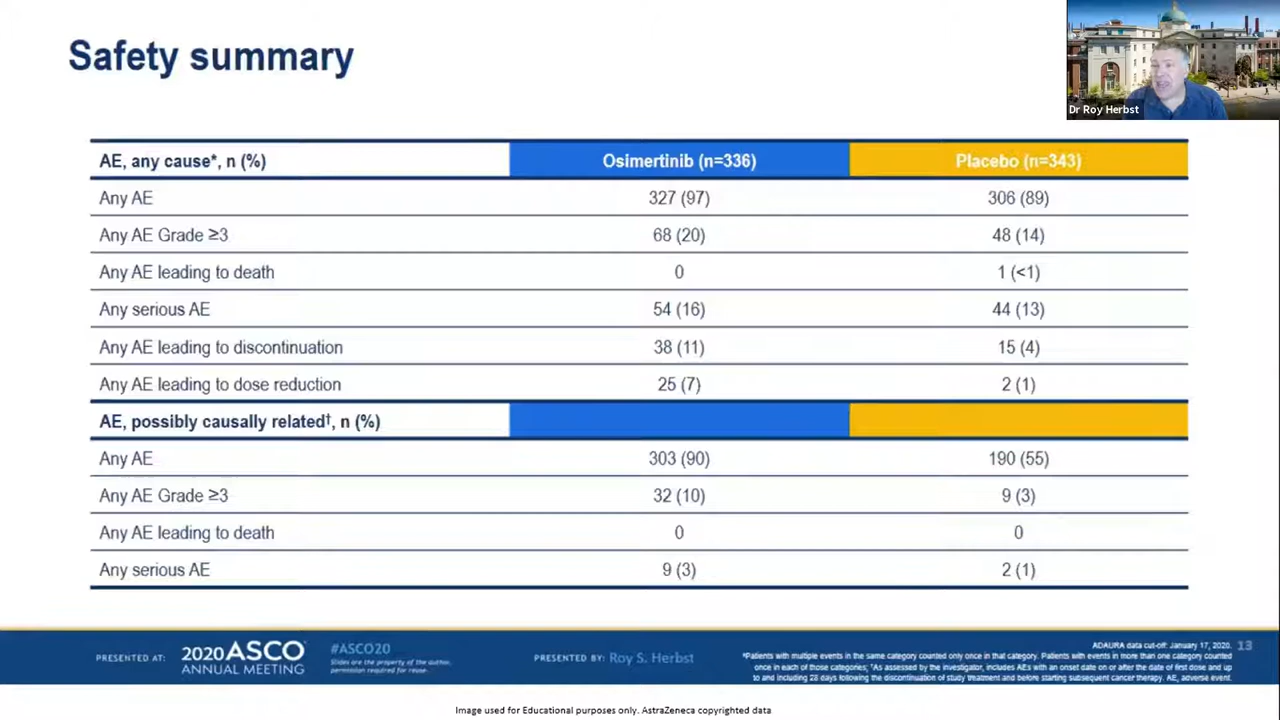 Safety summary
Dr Roy Herbst
AE, any cause*, n (%) Osimertinib (n=336) Placebo (n=343)
Any AE 327 (97) 306 (89)
Any AE Grade ≥3 68 (20) 48 (14)
Any AE leading to death 0 1 (<1)
Any serious AE 54 (16) 44 (13)
Any AE leading to discontinuation 38 (11) 15 (4)
Any AE leading to dose reduction 25 (7) 2 (1)
AE, possibly causally related†, n (%)
Any AE 303 (90) 190 (55)
Any AE Grade ≥3 32 (10) 9 (3)
Any AE leading to death 0 0
Any serious AE 9 (3) 2 (1)
PRESENTED AT:
2020 ASCO
ANNUAL MEETING
#ASCO20
Slides are the property of the author,
permission required for reuse.
PRESENTED BY: Roy S. Herbst
ADAURA data cut-off: January 17, 2020. 13
*Patients with multiple events in the same category counted only once in that category. Patients with events in more than one category counted
once in each of those categories; †As assessed by the investigator, includes AEs with an onset date on or after the date of first dose and up
to and including 28 days following the discontinuation of study treatment and before starting subsequent cancer therapy. AE, adverse event.
Image used for Educational purposes only. AstraZeneca copyrighted data